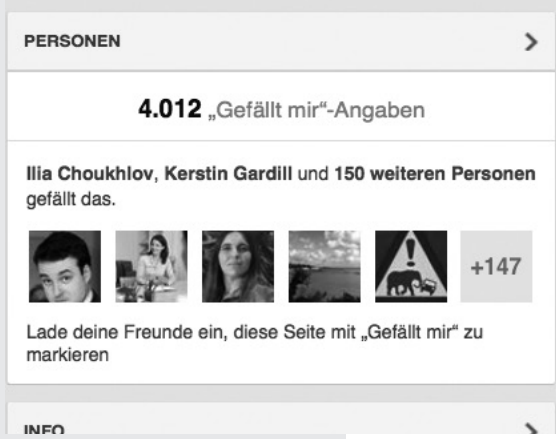 PERSONEN
4.012 „Gefällt mir“-Angaben
Ilia Choukhlov, Kerstin Gardill und 150 weiteren Personen
gefällt das.
+147
Lade deine Freunde ein, diese Seite mit „Gefällt mir“ zu
markieren
INFO